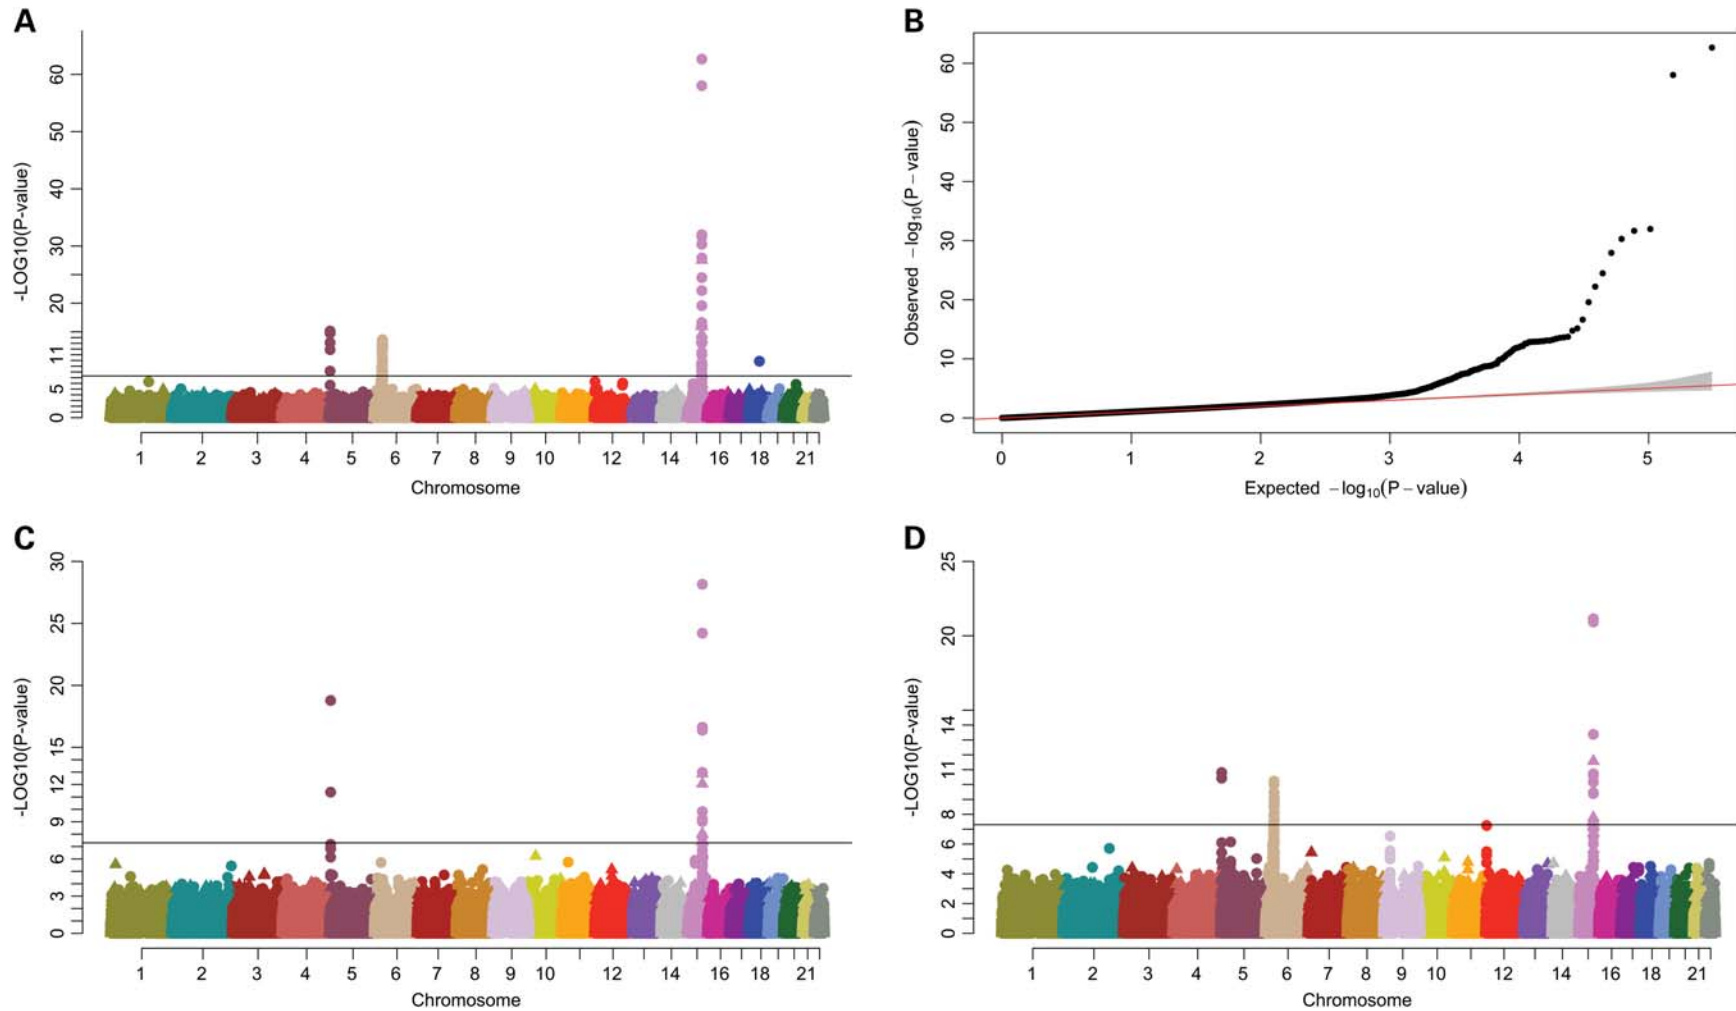 A
-LOG10(P-value)
60
50
40
30
20
11
5
0
1 2 3 4 5 6 7 8 9 10 12 14 16 18 21
Chromosome
B
Observed −log10(P−value)
60
50
40
30
20
10
0
0 1 2 3 4 5
Expected −log10(P−value)
C
-LOG10(P-value)
30
25
20
15
12
9
6
3
0
1 2 3 4 5 6 7 8 9 10 12 14 16 18 21
Chromosome
D
-LOG10(P-value)
25
20
14
11
8
6
4
2
0
1 2 3 4 5 6 7 8 9 10 12 14 16 18 21
Chromosome